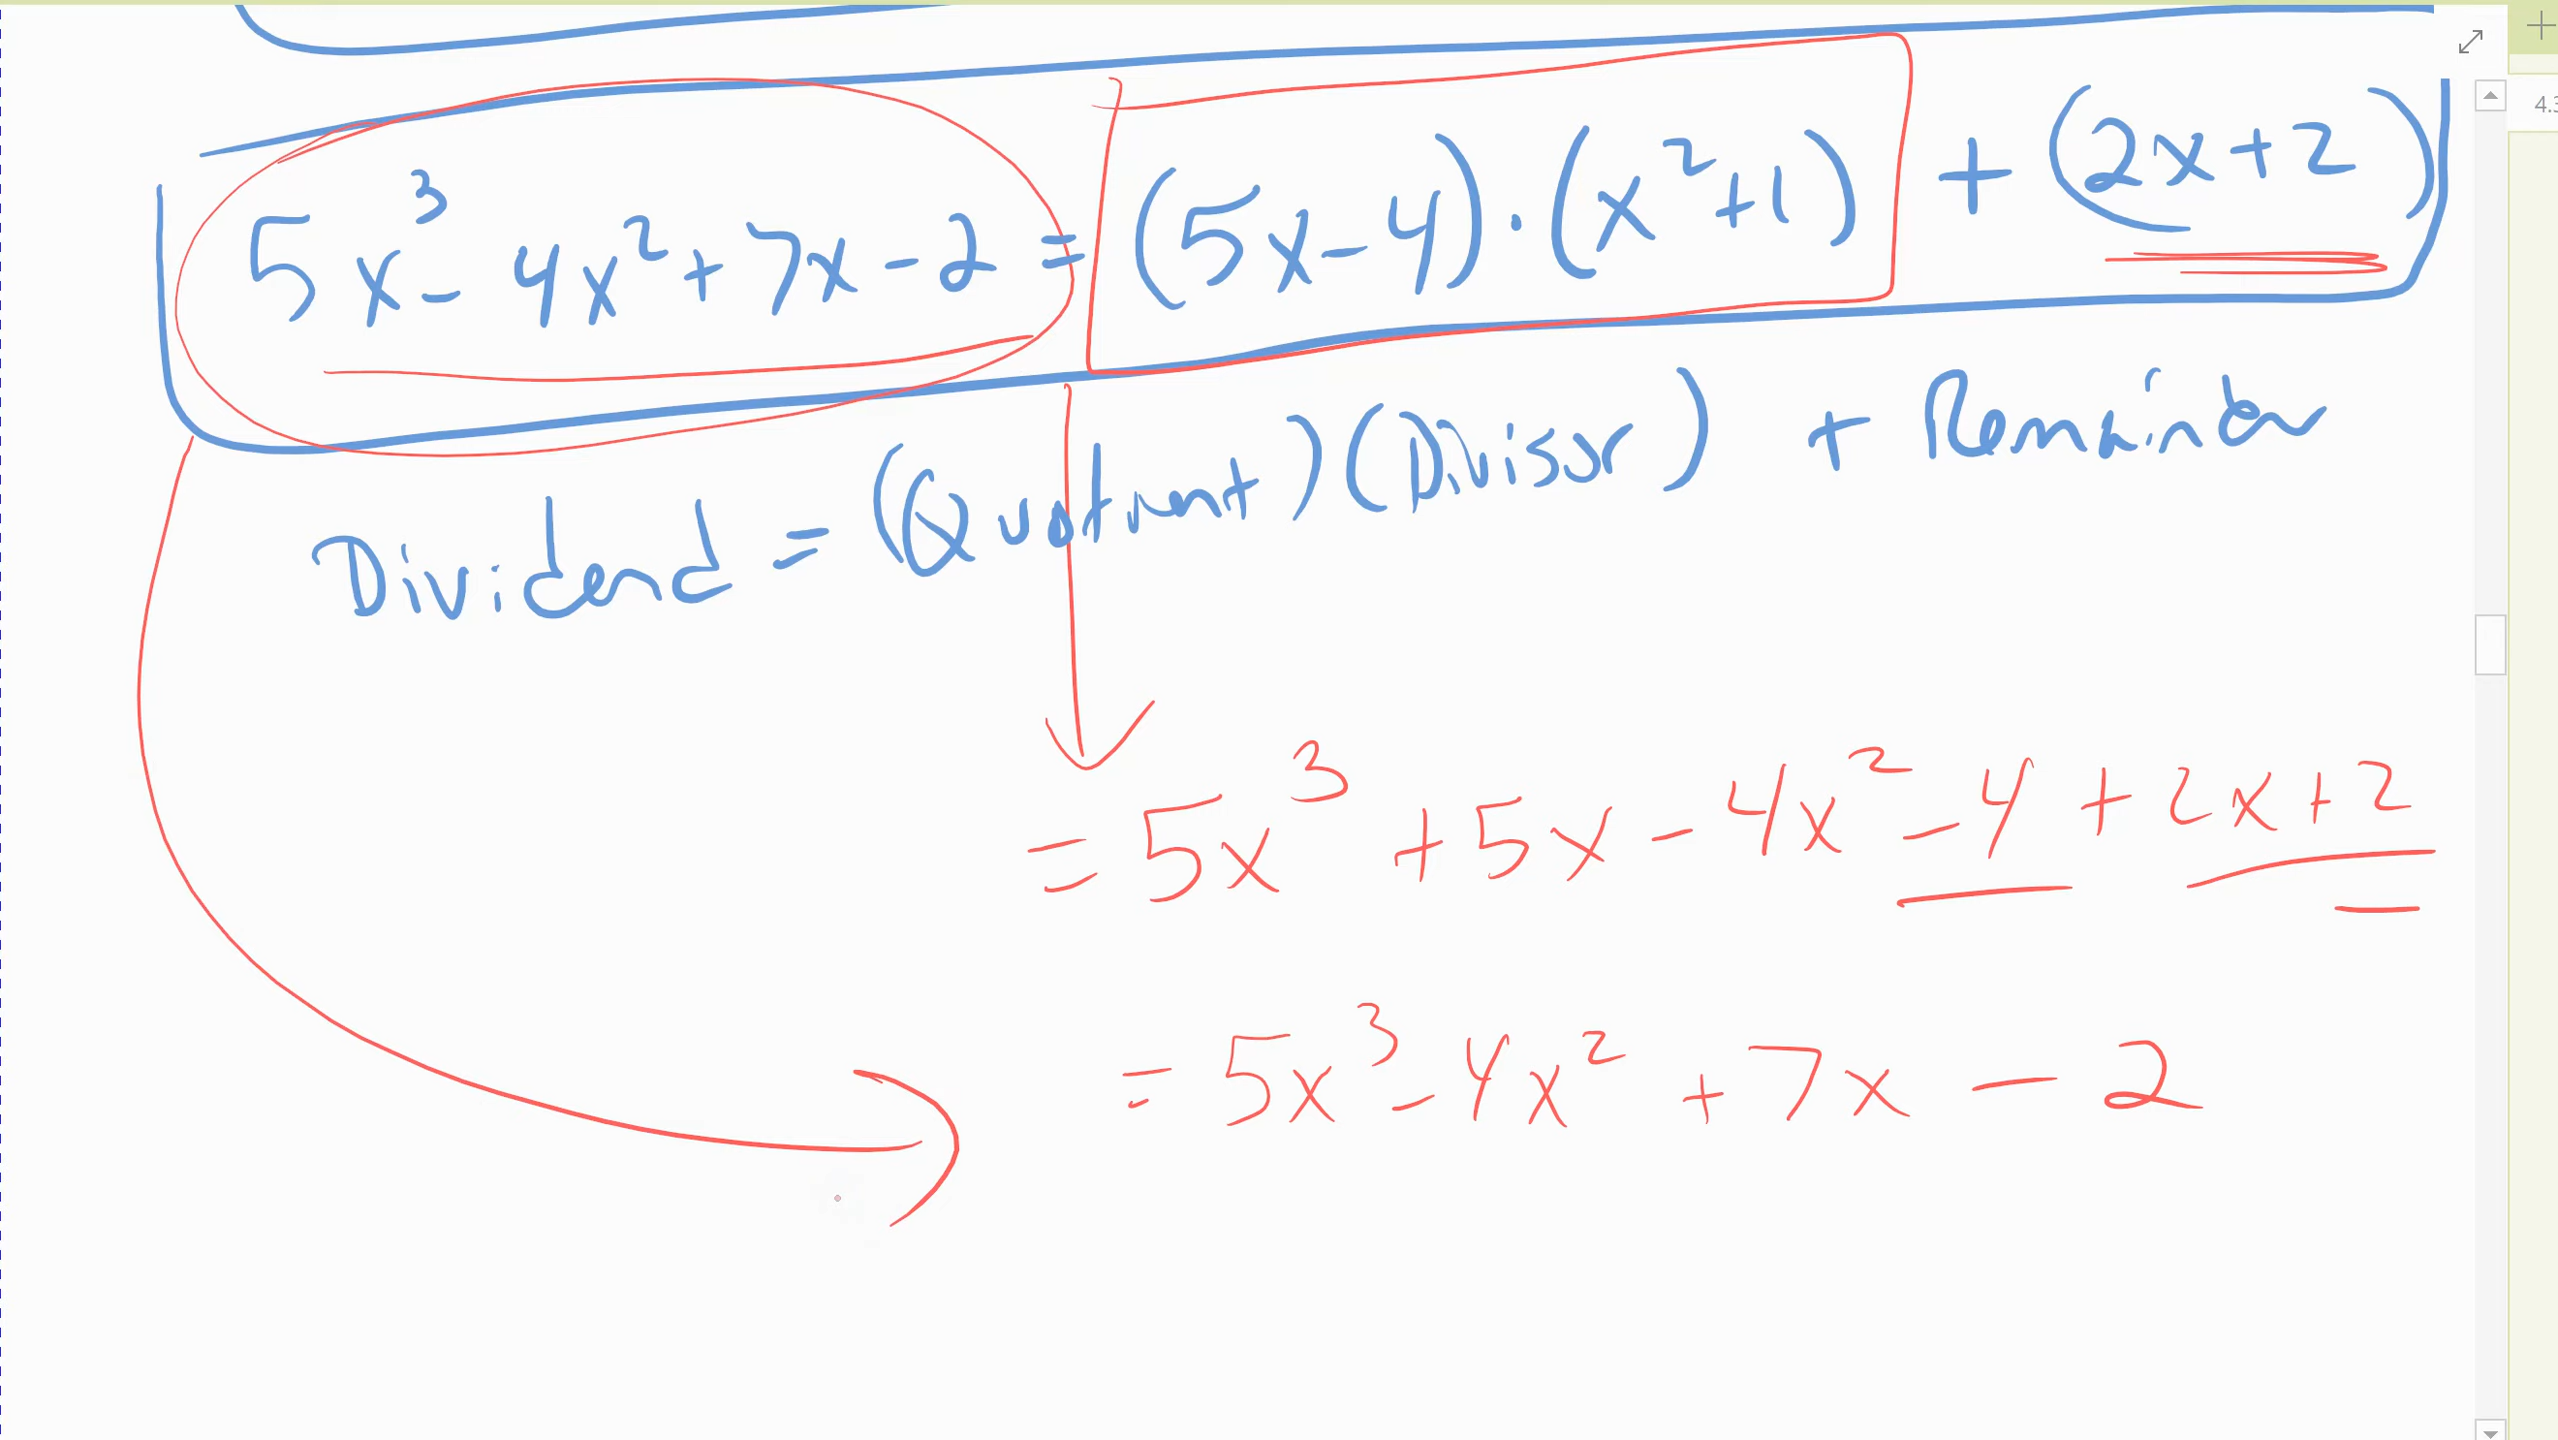 5x³ - 4x² + 7x - 2 = (5x - 4) · (x² + 1) + (2x + 2)
Dividend = (Quotient)(Divisor) + Remainder
= 5x³ + 5x - 4x² - 4 + 2x + 2
= 5x³ - 4x² + 7x - 2